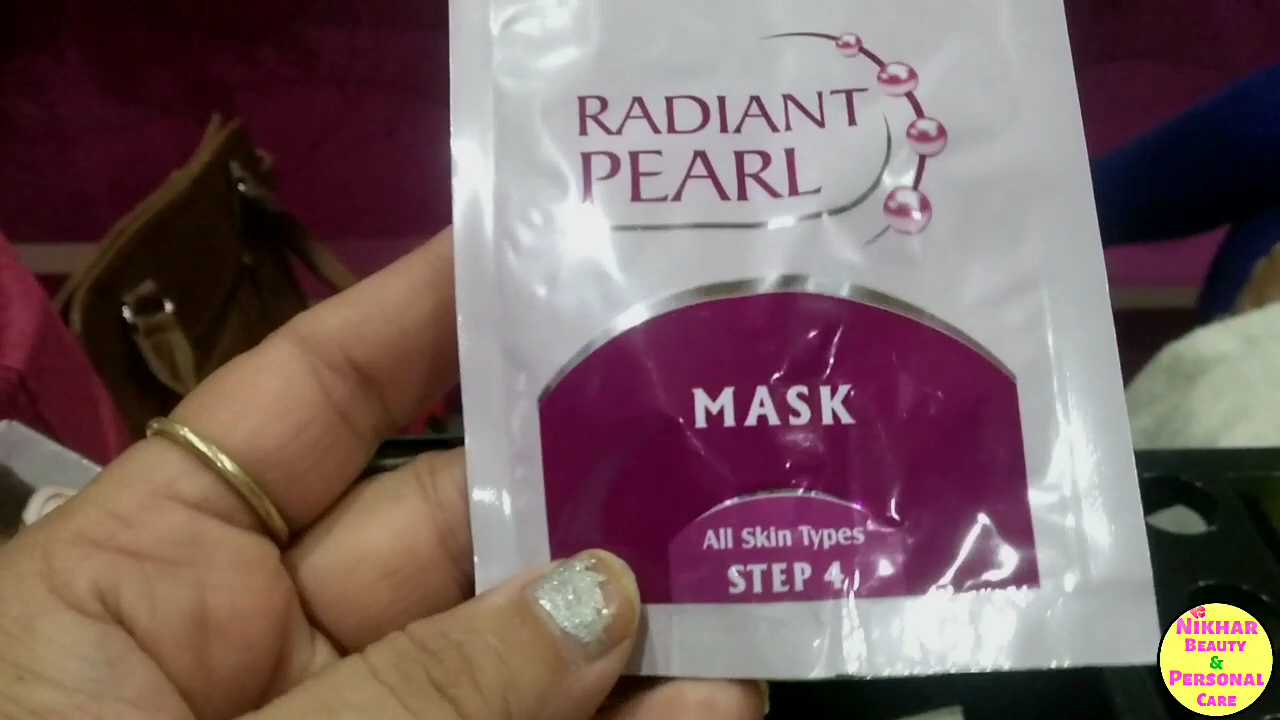 RADIANT
PEARL
MASK
All Skin Types
STEP 4
NIKHAR
BEAUTY
&
PERSONAL
CARE